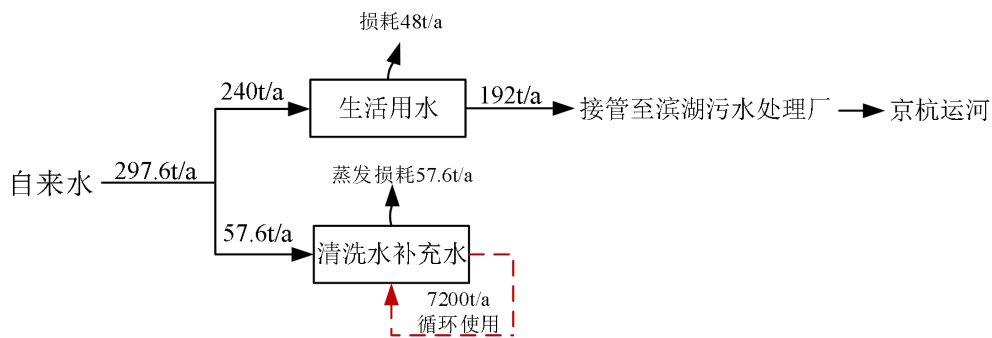 损耗48t/a
240t/a
生活用水
192t/a
接管至滨湖污水处理厂
京杭运河
自来水
297.6t/a
蒸发损耗57.6t/a
57.6t/a
清洗水补充水
7200t/a
循环使用